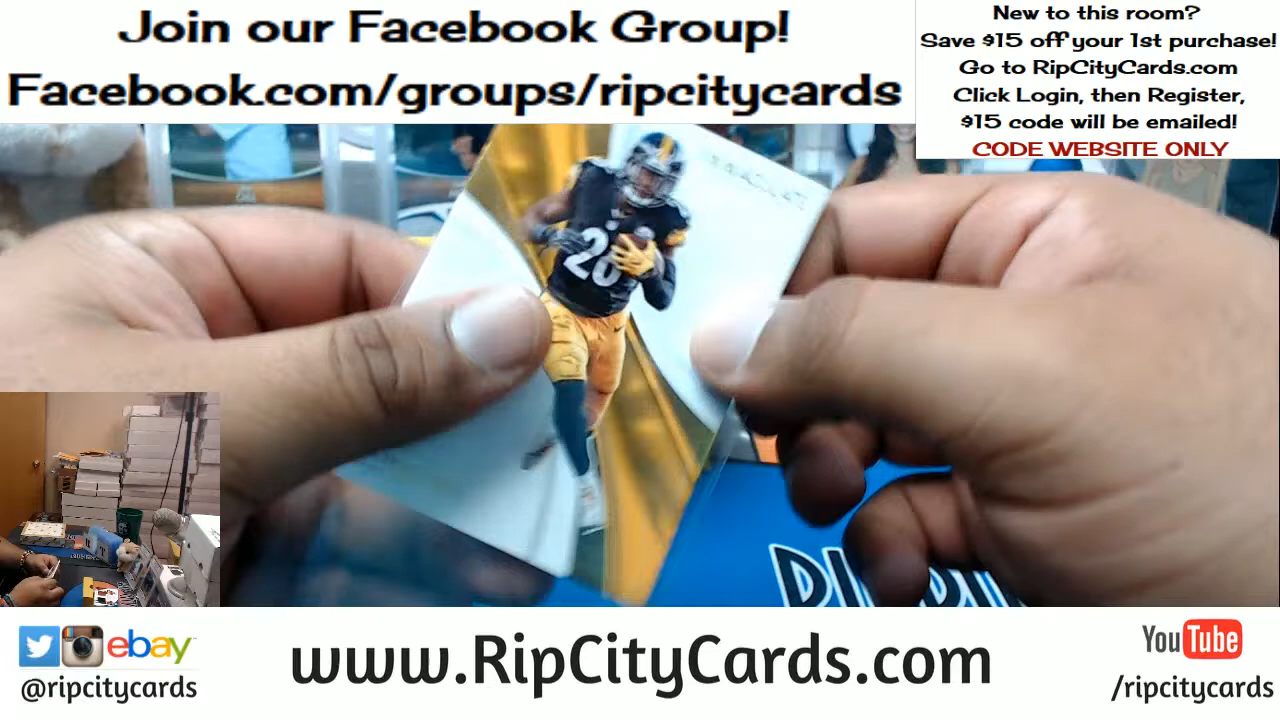 Join our Facebook Group!
Facebook.com/groups/ripcitycards
New to this room?
Save $15 off your 1st purchase!
Go to RipCityCards.com
Click Login, then Register,
$15 code will be emailed!
CODE WEBSITE ONLY
26
ebay
@ripcitycards
www.RipCityCards.com
YouTube
/ripcitycards